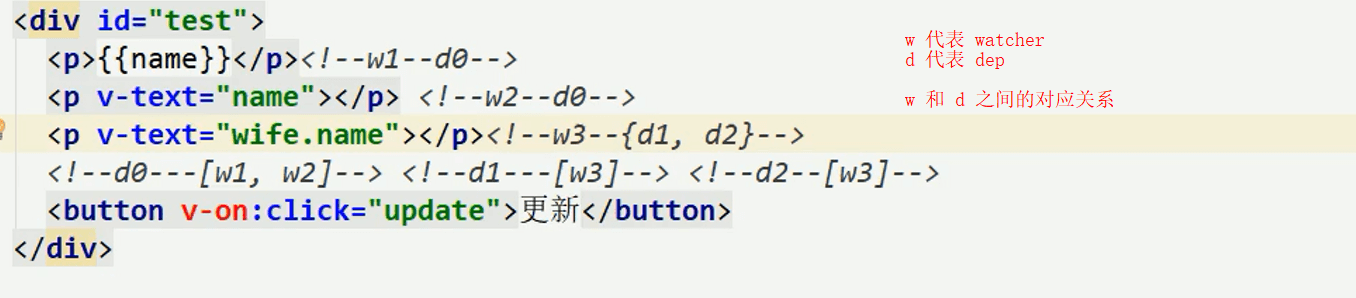 <div id="test">
<p>{{name}}</p><!--w1--d0-->
<p v-text="name"></p> <!--w2--d0-->
<p v-text="wife.name"></p><!--w3--{d1, d2}-->
<!--d0---[w1, w2]--> <!--d1---[w3]--> <!--d2--[w3]-->
<button v-on:click="update">更新</button>
</div>
w 代表 watcher
d 代表 dep
w 和 d 之间的对应关系